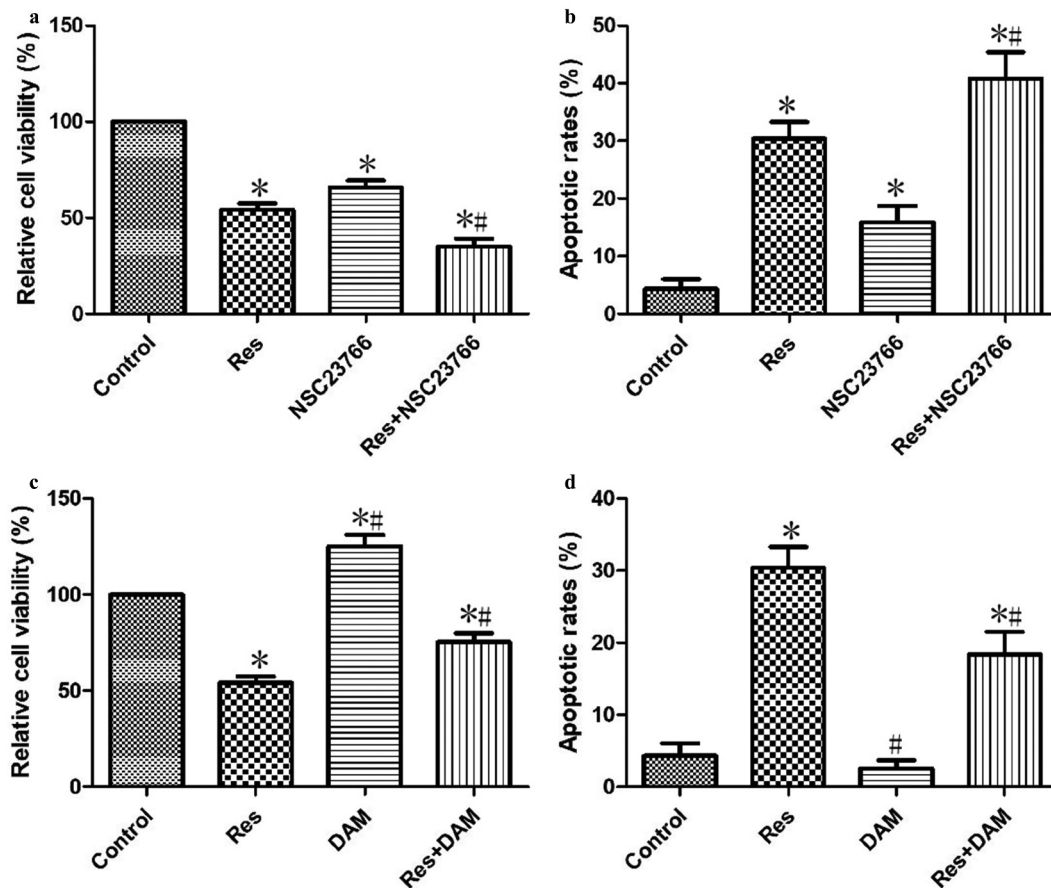 a
Relative cell viability (%)
150
100
50
0
*
*
*#
Control
Res
NSC23766
Res+NSC23766
b
Apoptotic rates (%)
50
40
30
20
10
0
*
*
*#
Control
Res
NSC23766
Res+NSC23766
c
Relative cell viability (%)
150
100
50
0
*
*#
*#
Control
Res
DAM
Res+DAM
d
Apoptotic rates (%)
40
30
20
10
0
*
#
*#
Control
Res
DAM
Res+DAM